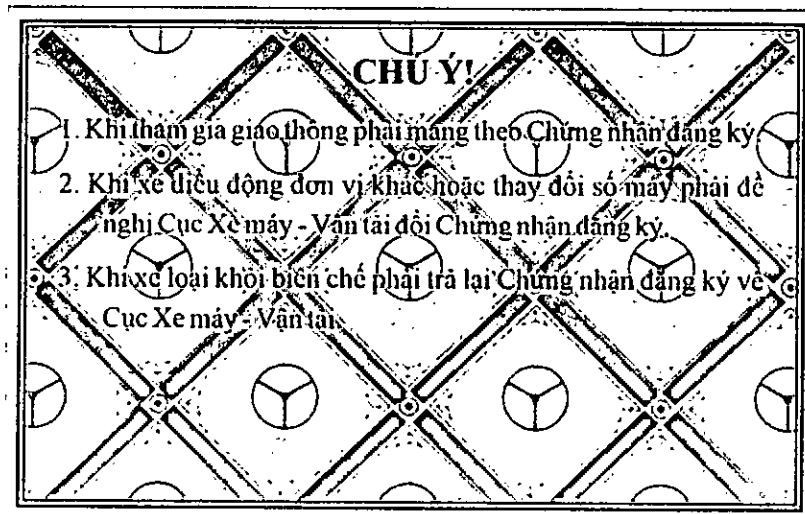 CHÚ Ý!
1. Khi tham gia giao thông phải mang theo Chứng nhận đăng ký.
2. Khi xe điều động đơn vị khác hoặc thay đổi số máy phải đề
nghị Cục Xe máy - Vận tải đổi Chứng nhận đăng ký.
3. Khi xe loại khỏi biên chế phải trả lại Chứng nhận đăng ký về
Cục Xe máy - Vận tải.